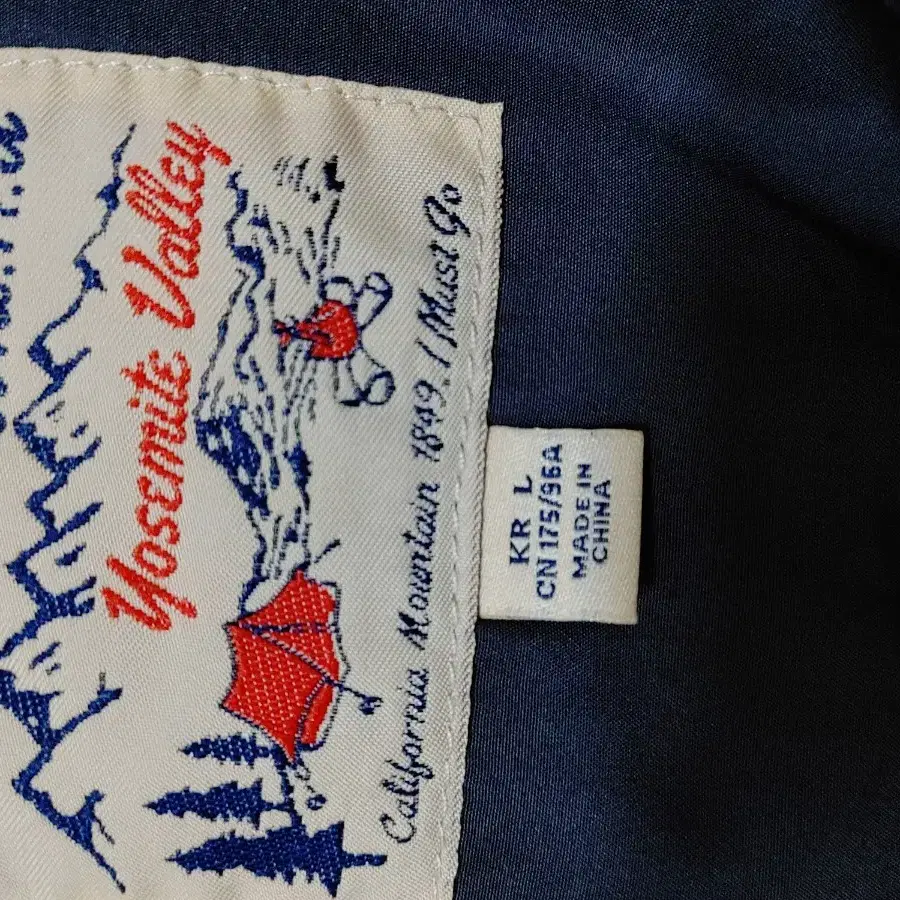 Yosemite Valley
California Mountain 1849. / Must Go
KR L
CN 175/96A
MADE IN
CHINA